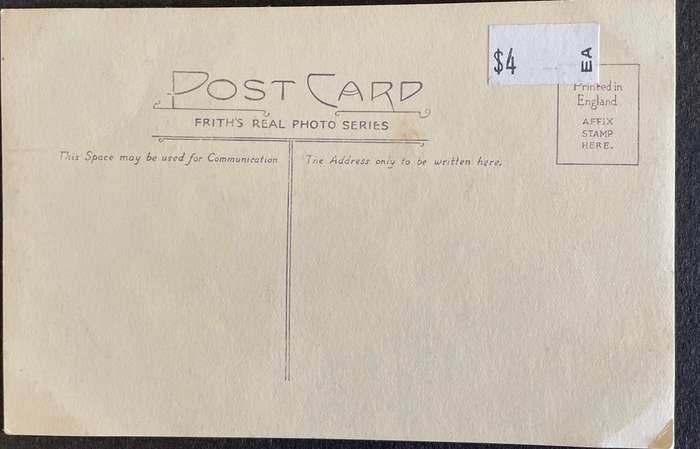 $4 EA
POST CARD
FRITH'S REAL PHOTO SERIES
Printed in
England
AFFIX
STAMP
HERE.
This Space may be used for Communication
The Address only to be written here.